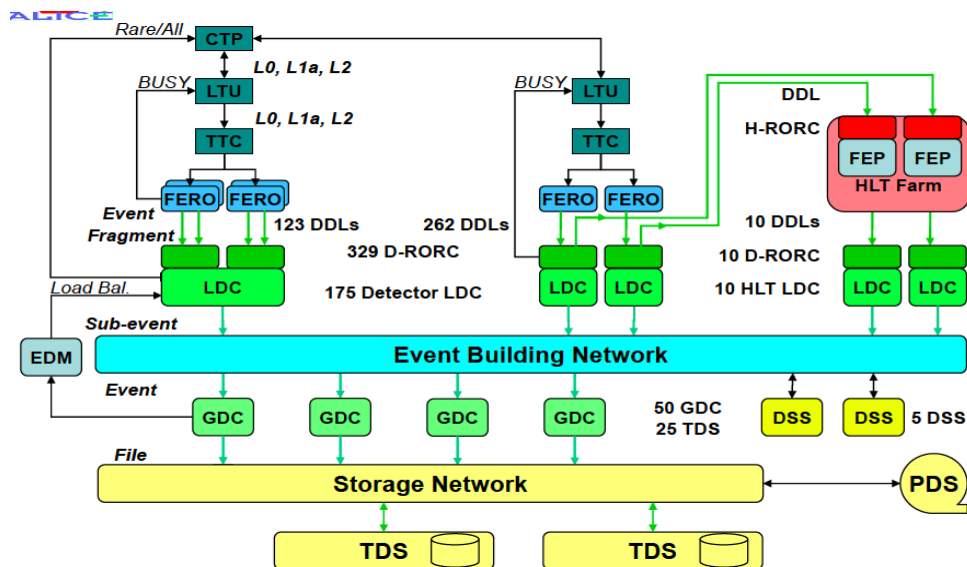 ALICE
Rare/All
CTP
L0, L1a, L2
BUSY
LTU
BUSY
LTU
DDL
L0, L1a, L2
H-RORC
TTC
TTC
FEP
FEP
HLT Farm
FERO
FERO
FERO
FERO
Event
Fragment
123 DDLs
262 DDLs
10 DDLs
329 D-RORC
10 D-RORC
Load Bal.
LDC
175 Detector LDC
LDC
LDC
10 HLT LDC
LDC
LDC
Sub-event
EDM
Event Building Network
Event
GDC
GDC
GDC
GDC
50 GDC
25 TDS
DSS
DSS
5 DSS
File
Storage Network
PDS
TDS
TDS